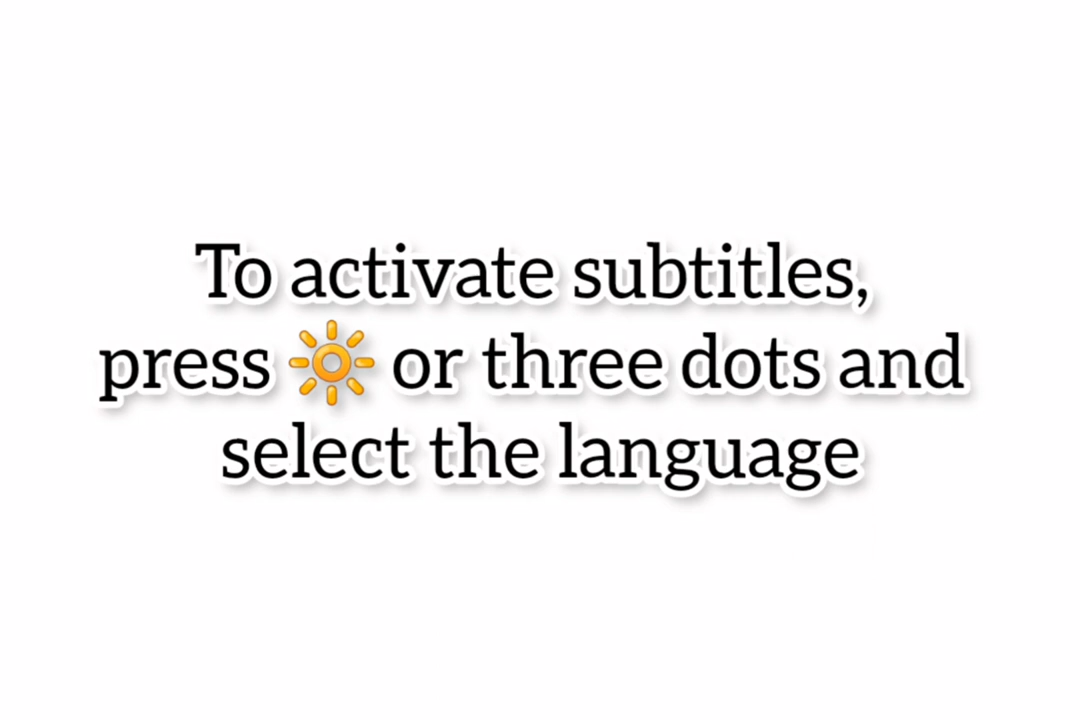 To activate subtitles,
press 🔆 or three dots and
select the language